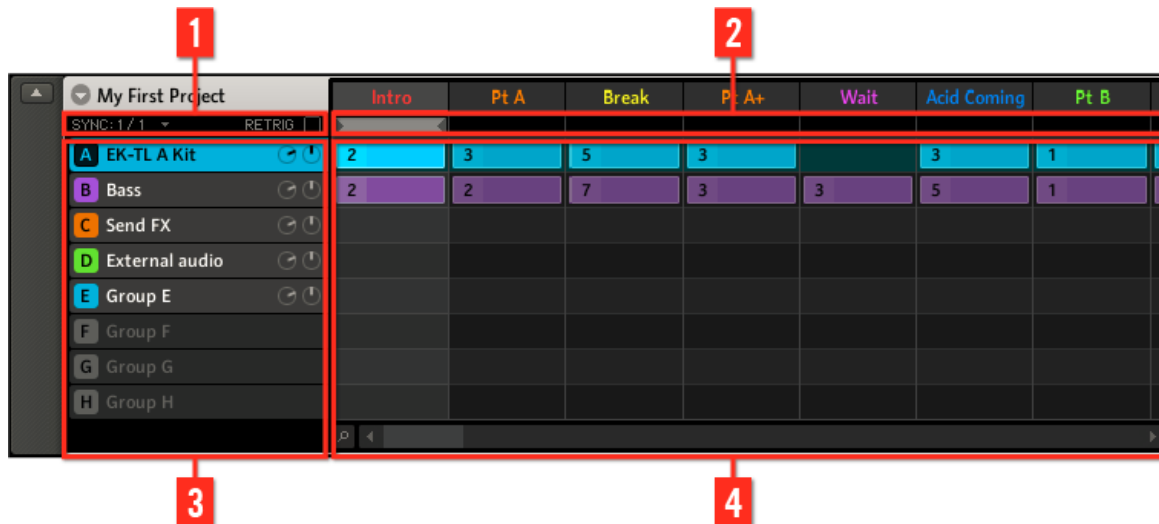 1 2
My First Project Intro Pt A Break Pt A+ Wait Acid Coming Pt B
SYNC: 1 / 1 RETRIG
A EK-TL A Kit 2 3 5 3 3 1
B Bass 2 2 7 3 3 5 1
C Send FX
D External audio
E Group E
F Group F
G Group G
H Group H
3 4